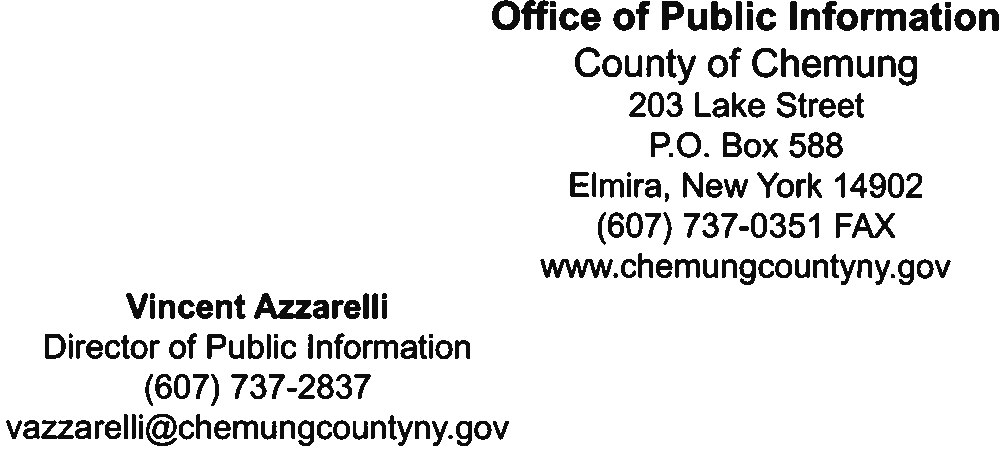 Office of Public Information
County of Chemung
203 Lake Street
P.O. Box 588
Elmira, New York 14902
(607) 737-0351 FAX
www.chemungcountyny.gov
Vincent Azzarelli
Director of Public Information
(607) 737-2837
vazzarelli@chemungcountyny.gov